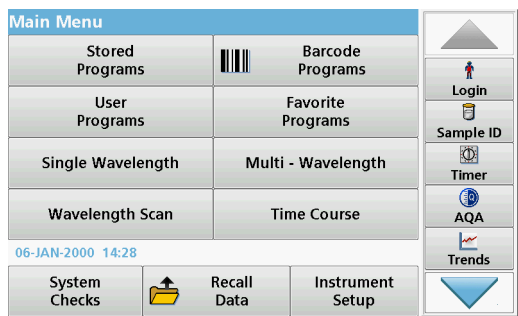 Main Menu
Stored
Programs
Barcode
Programs
User
Programs
Favorite
Programs
Single Wavelength
Multi - Wavelength
Wavelength Scan
Time Course
06-JAN-2000 14:28
System
Checks
Recall
Data
Instrument
Setup
Login
Sample ID
Timer
AQA
Trends